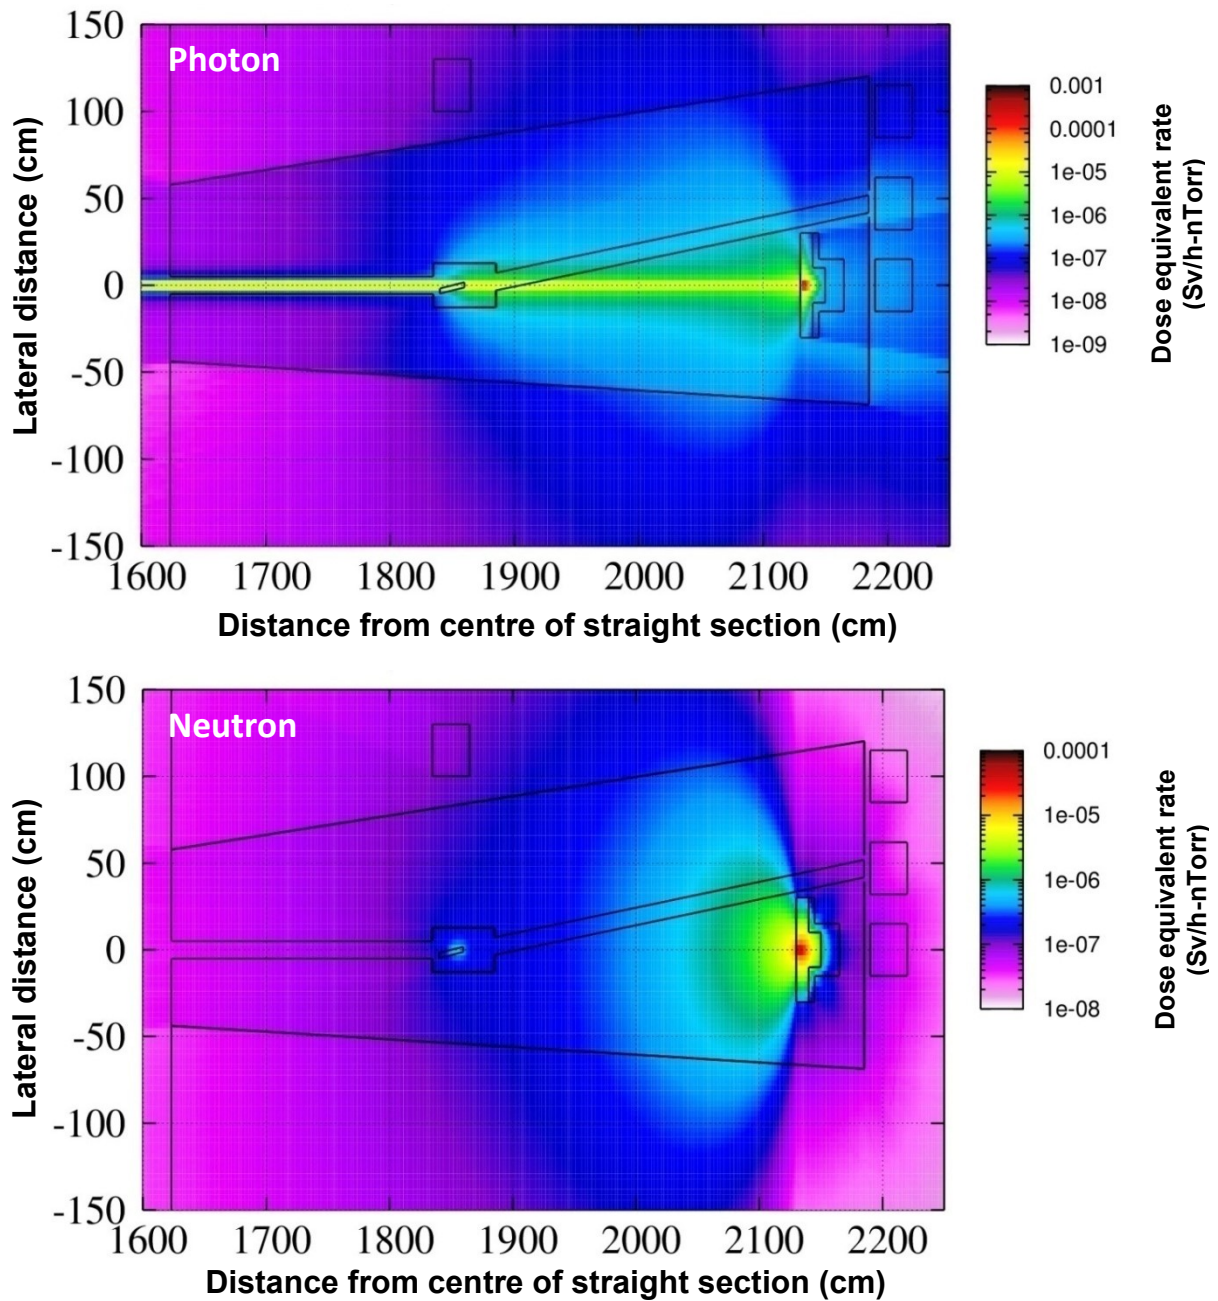 Photon
150
100
50
0
-50
-100
-150
Lateral distance (cm)
1600 1700 1800 1900 2000 2100 2200
Distance from centre of straight section (cm)
0.001
0.0001
1e-05
1e-06
1e-07
1e-08
1e-09
Dose equivalent rate
(Sv/h-nTorr)
Neutron
150
100
50
0
-50
-100
-150
Lateral distance (cm)
1600 1700 1800 1900 2000 2100 2200
Distance from centre of straight section (cm)
0.0001
1e-05
1e-06
1e-07
1e-08
Dose equivalent rate
(Sv/h-nTorr)